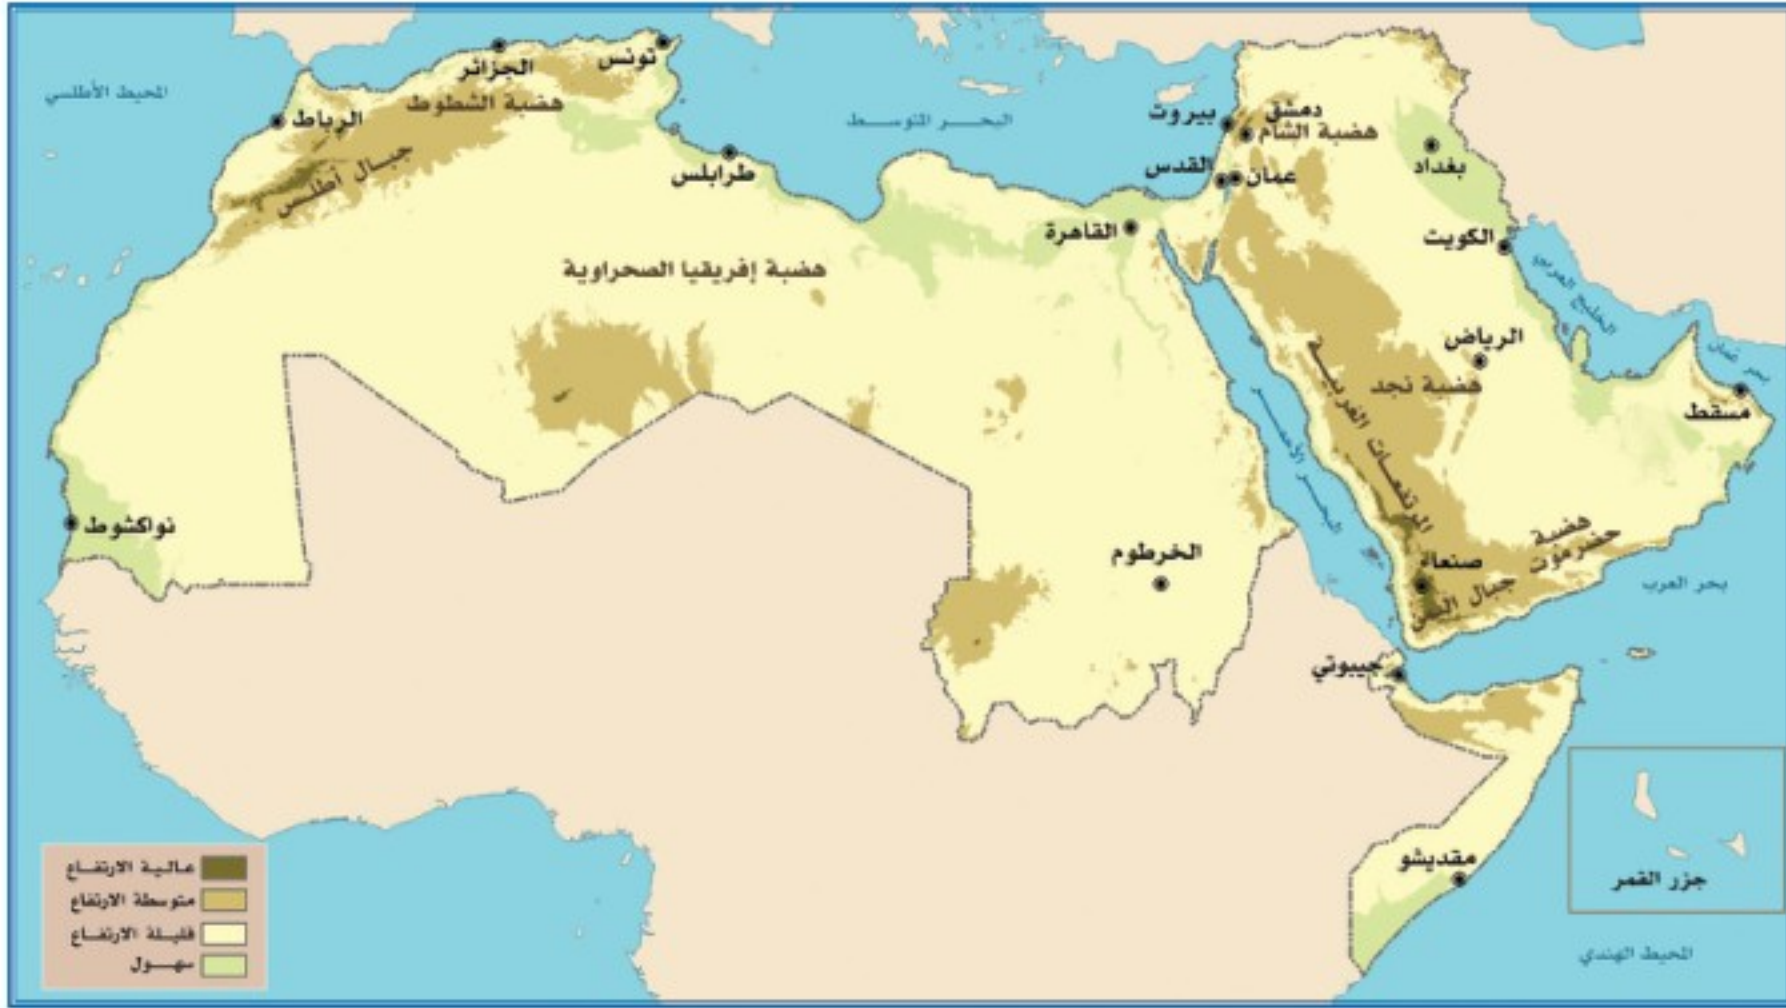 المحيط الأطلسي
الجزائر
تونس
هضبة الشطوط
الرباط
جبال أطلس
طرابلس
البحر المتوسط
بيروت
دمشق
هضبة الشام
القدس
عمان
بغداد
القاهرة
الكويت
هضبة إفريقيا الصحراوية
الخليج العربي
الرياض
هضبة نجد
بحر عُمان
مسقط
المرتفعات الغربية
البحر الأحمر
نواكشوط
الخرطوم
هضبة
حضرموت
صنعاء
جبال اليمن
بحر العرب
جيبوتي
مقديشو
جزر القمر
المحيط الهندي
عالية الارتفاع
متوسطة الارتفاع
قليلة الارتفاع
سهول